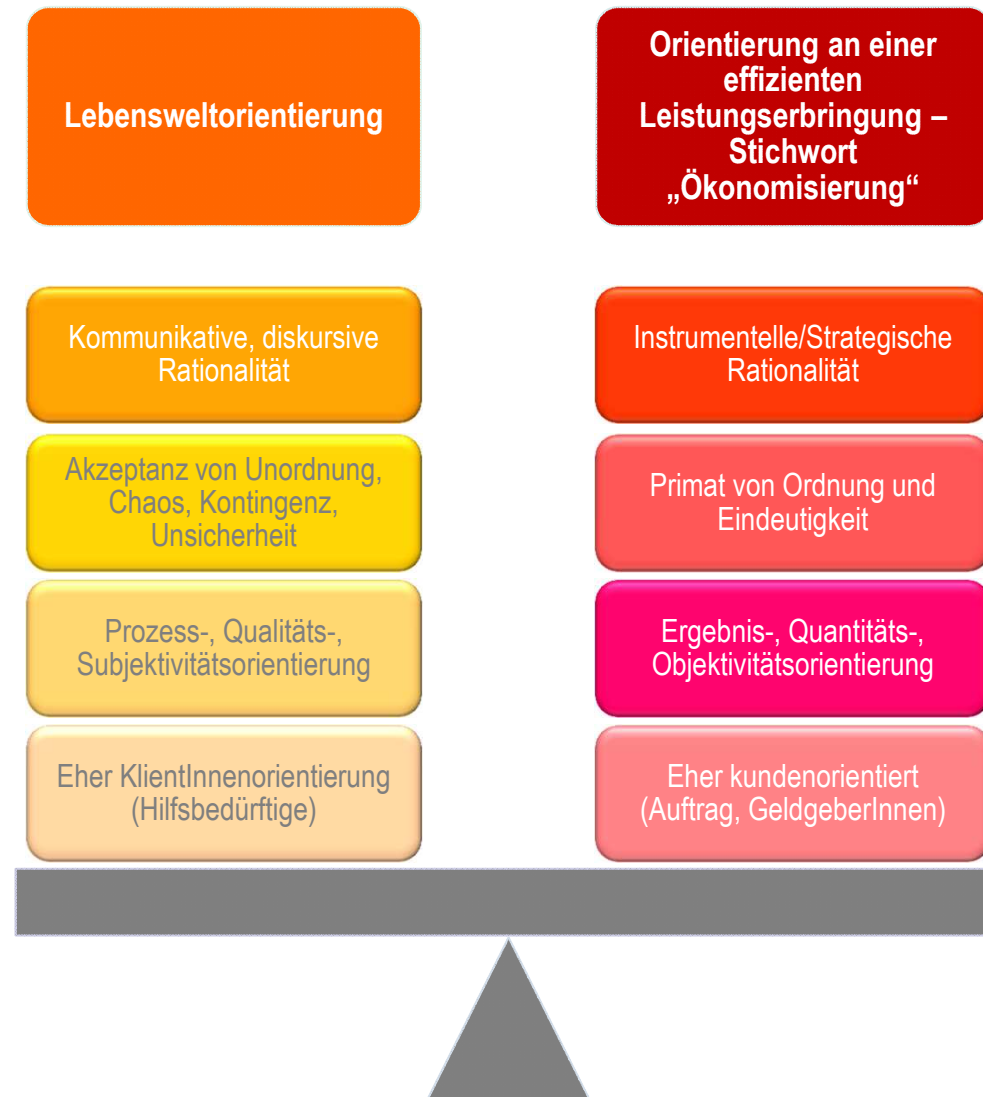 Lebensweltorientierung
Orientierung an einer
effizienten
Leistungserbringung –
Stichwort
„Ökonomisierung“
Kommunikative, diskursive
Rationalität
Instrumentelle/Strategische
Rationalität
Akzeptanz von Unordnung,
Chaos, Kontingenz,
Unsicherheit
Primat von Ordnung und
Eindeutigkeit
Prozess-, Qualitäts-,
Subjektivitätsorientierung
Ergebnis-, Quantitäts-,
Objektivitätsorientierung
Eher KlientInnenorientierung
(Hilfsbedürftige)
Eher kundenorientiert
(Auftrag, GeldgeberInnen)